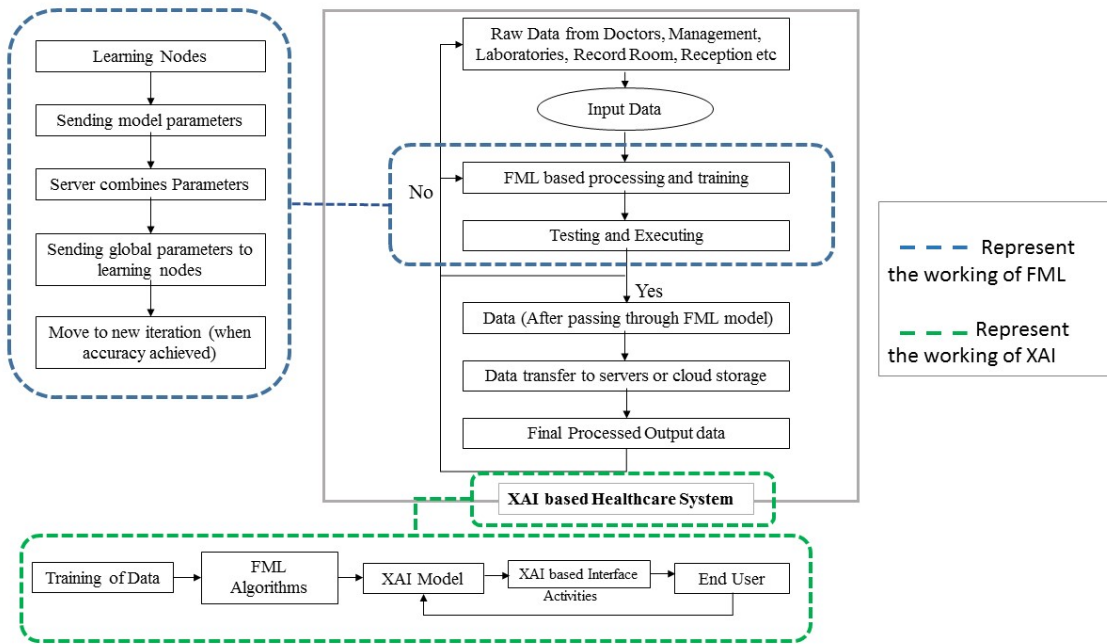 Learning Nodes
Sending model parameters
Server combines Parameters
Sending global parameters to
learning nodes
Move to new iteration (when
accuracy achieved)
Raw Data from Doctors, Management,
Laboratories, Record Room, Reception etc
Input Data
No
FML based processing and training
Testing and Executing
Yes
Data (After passing through FML model)
Data transfer to servers or cloud storage
Final Processed Output data
XAI based Healthcare System
Represent
the working of FML
Represent
the working of XAI
Training of Data
FML
Algorithms
XAI Model
XAI based Interface
Activities
End User